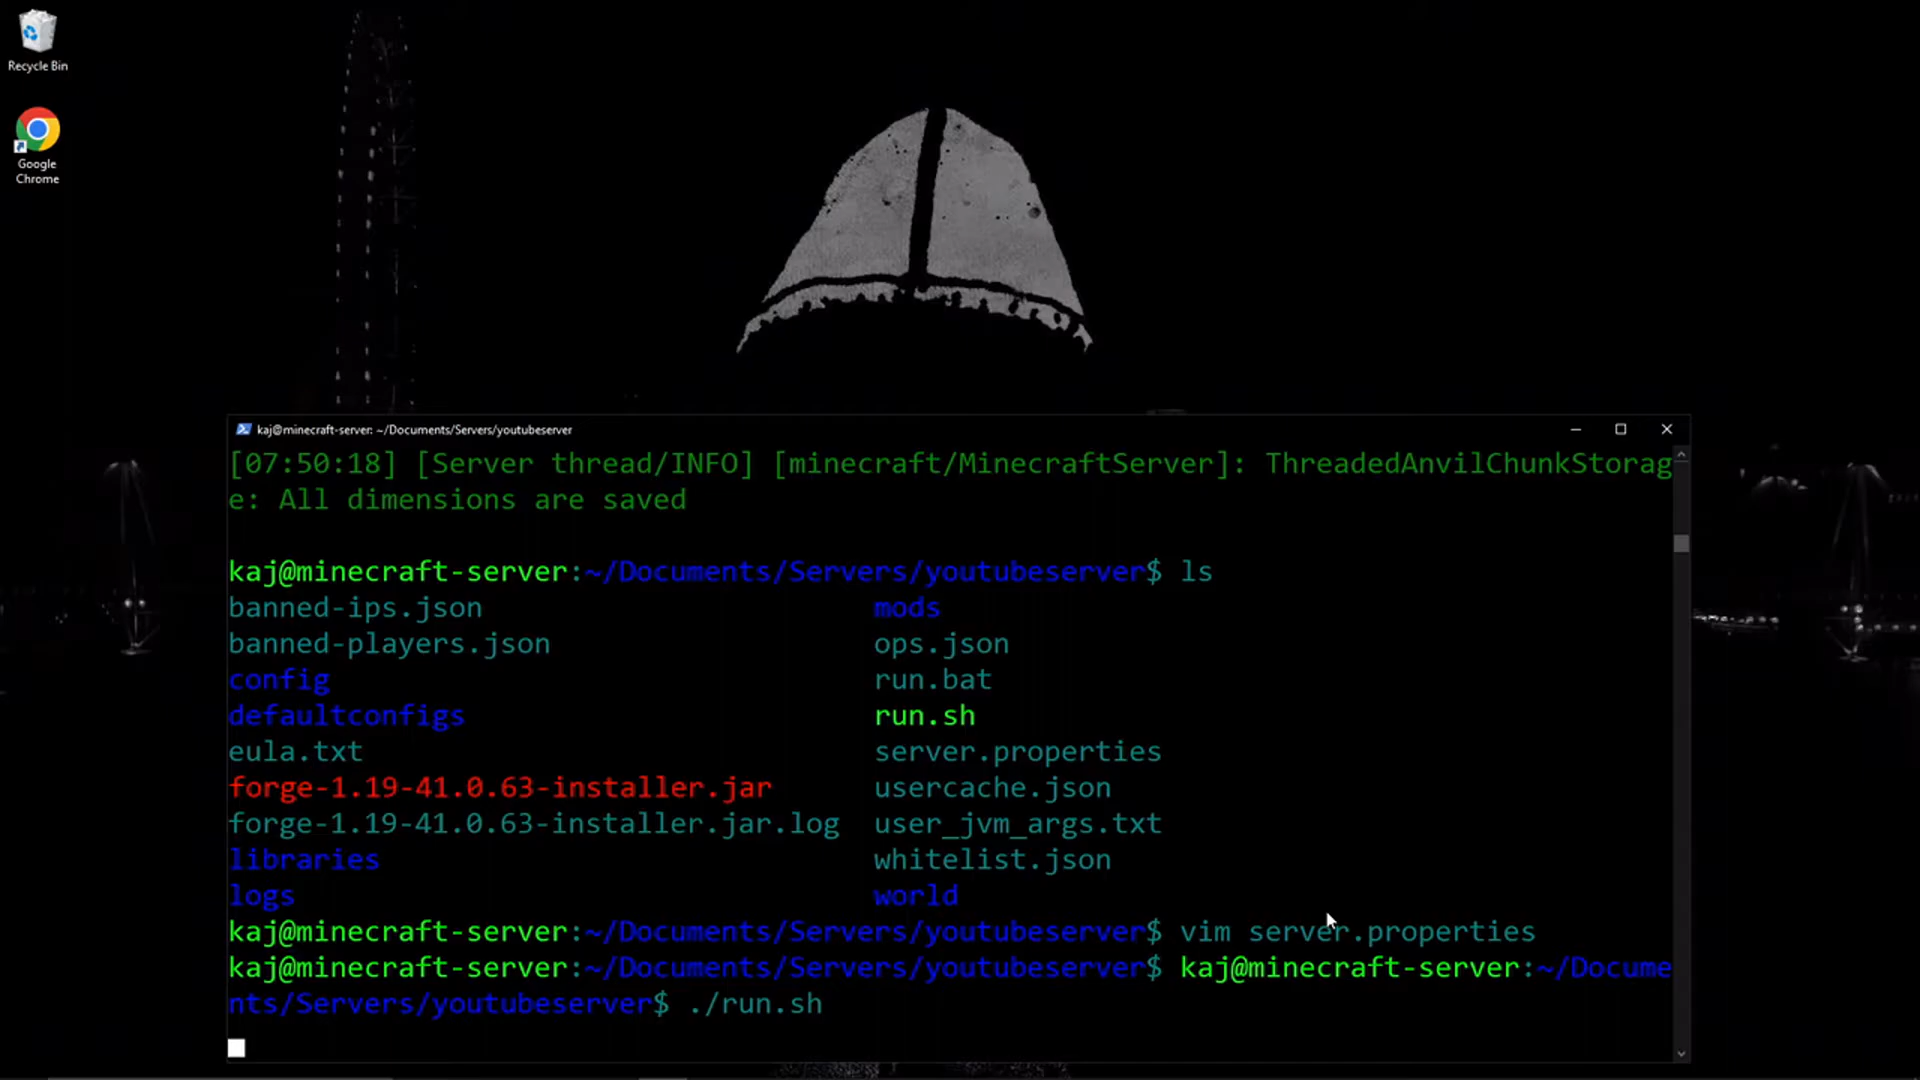 Recycle Bin
Google
Chrome
kaj@minecraft-server: ~/Documents/Servers/youtubeserver
[07:50:18] [Server thread/INFO] [minecraft/MinecraftServer]: ThreadedAnvilChunkStorag
e: All dimensions are saved
kaj@minecraft-server:~/Documents/Servers/youtubeserver$ ls
banned-ips.json mods
banned-players.json ops.json
config run.bat
defaultconfigs run.sh
eula.txt server.properties
forge-1.19-41.0.63-installer.jar usercache.json
forge-1.19-41.0.63-installer.jar.log user_jvm_args.txt
libraries whitelist.json
logs world
kaj@minecraft-server:~/Documents/Servers/youtubeserver$ vim server.properties
kaj@minecraft-server:~/Documents/Servers/youtubeserver$ kaj@minecraft-server:~/Docume
nts/Servers/youtubeserver$ ./run.sh